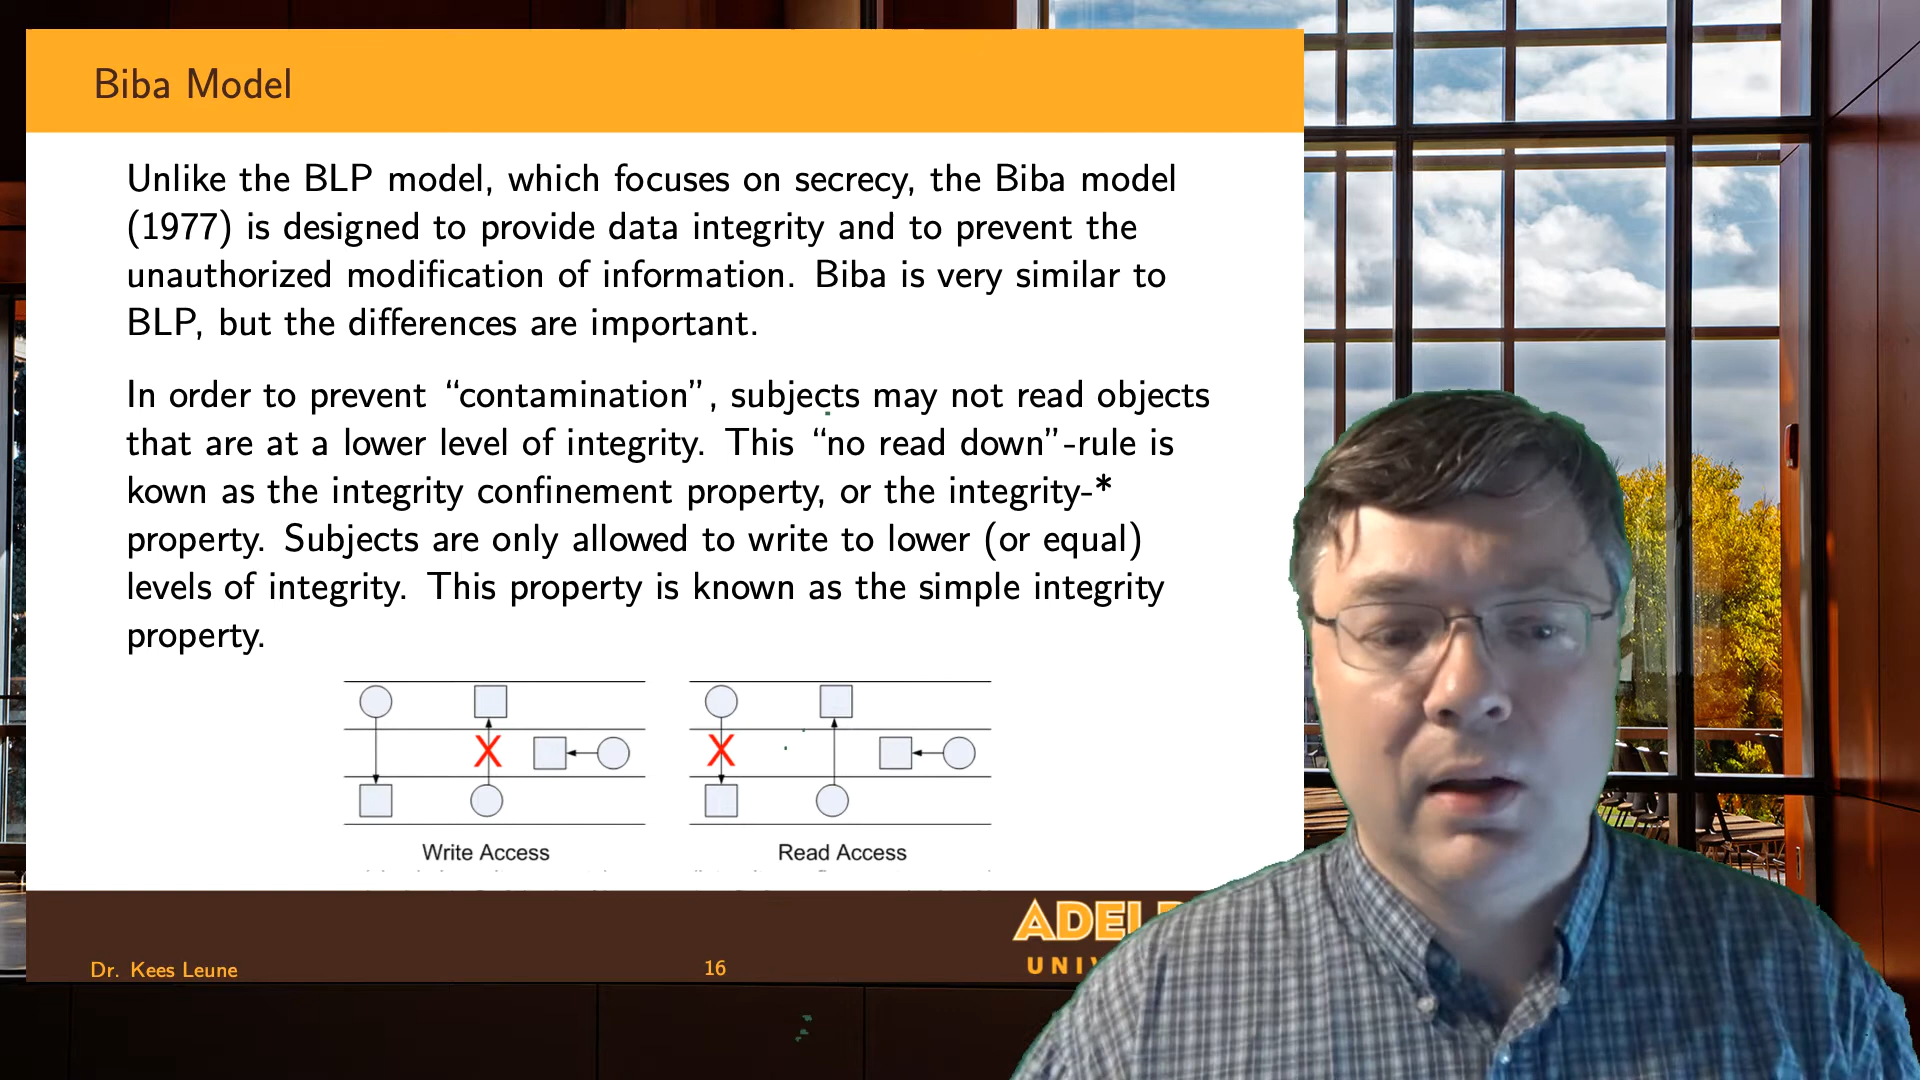 Biba Model
Unlike the BLP model, which focuses on secrecy, the Biba model
(1977) is designed to provide data integrity and to prevent the
unauthorized modification of information. Biba is very similar to
BLP, but the differences are important.
In order to prevent “contamination”, subjects may not read objects
that are at a lower level of integrity. This “no read down”-rule is
kown as the integrity confinement property, or the integrity-*
property. Subjects are only allowed to write to lower (or equal)
levels of integrity. This property is known as the simple integrity
property.
X
X
Write Access
Read Access
Dr. Kees Leune
16